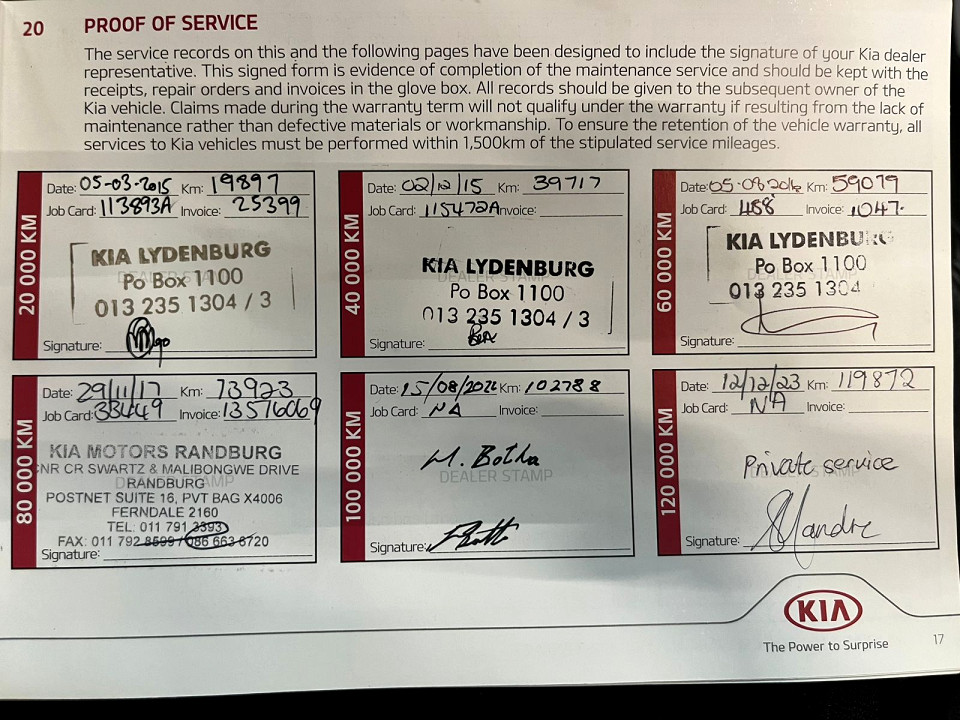 20 PROOF OF SERVICE
The service records on this and the following pages have been designed to include the signature of your Kia dealer
representative. This signed form is evidence of completion of the maintenance service and should be kept with the
receipts, repair orders and invoices in the glove box. All records should be given to the subsequent owner of the
Kia vehicle. Claims made during the warranty term will not qualify under the warranty if resulting from the lack of
maintenance rather than defective materials or workmanship. To ensure the retention of the vehicle warranty, all
services to Kia vehicles must be performed within 1,500km of the stipulated service mileages.
20 000 KM
Date: 05-03-2015 Km: 19897
Job Card: 113893A Invoice: 25399
KIA LYDENBURG
DEALER STAMP
Po Box 1100
013 235 1304 / 3
Signature:
40 000 KM
Date: 02/12/15 Km: 39717
Job Card: 115472A Invoice:
KIA LYDENBURG
DEALER STAMP
Po Box 1100
013 235 1304 / 3
Signature:
60 000 KM
Date: 05-08-2016 Km: 59079
Job Card: 488 Invoice: 1047.
KIA LYDENBURG
Po Box 1100
DEALER STAMP
013 235 1304
Signature:
80 000 KM
Date: 29/11/17 Km: 73923
Job Card: 33449 Invoice: 13576069
KIA MOTORS RANDBURG
CNR CR SWARTZ & MALIBONGWE DRIVE
RANDBURG
POSTNET SUITE 16, PVT BAG X4006
FERNDALE 2160
TEL: 011 791 3393
FAX: 011 792 8599 / 086 663 6720
Signature:
100 000 KM
Date: 15/08/2022 Km: 102788
Job Card: NA Invoice:
H. Botha
DEALER STAMP
Signature:
120 000 KM
Date: 12/12/23 Km: 119872
Job Card: N/A Invoice:
Private service
DEALER STAMP
Signature:
KIA
The Power to Surprise
17